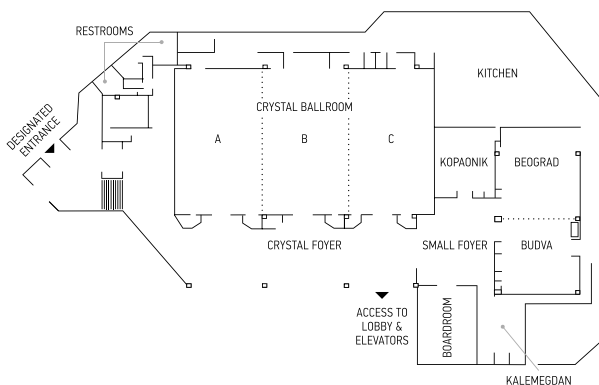 RESTROOMS
KITCHEN
DESIGNATED
ENTRANCE
CRYSTAL BALLROOM
A
B
C
KOPAONIK
BEOGRAD
CRYSTAL FOYER
SMALL FOYER
BUDVA
ACCESS TO
LOBBY &
ELEVATORS
BOARDROOM
KALEMEGDAN